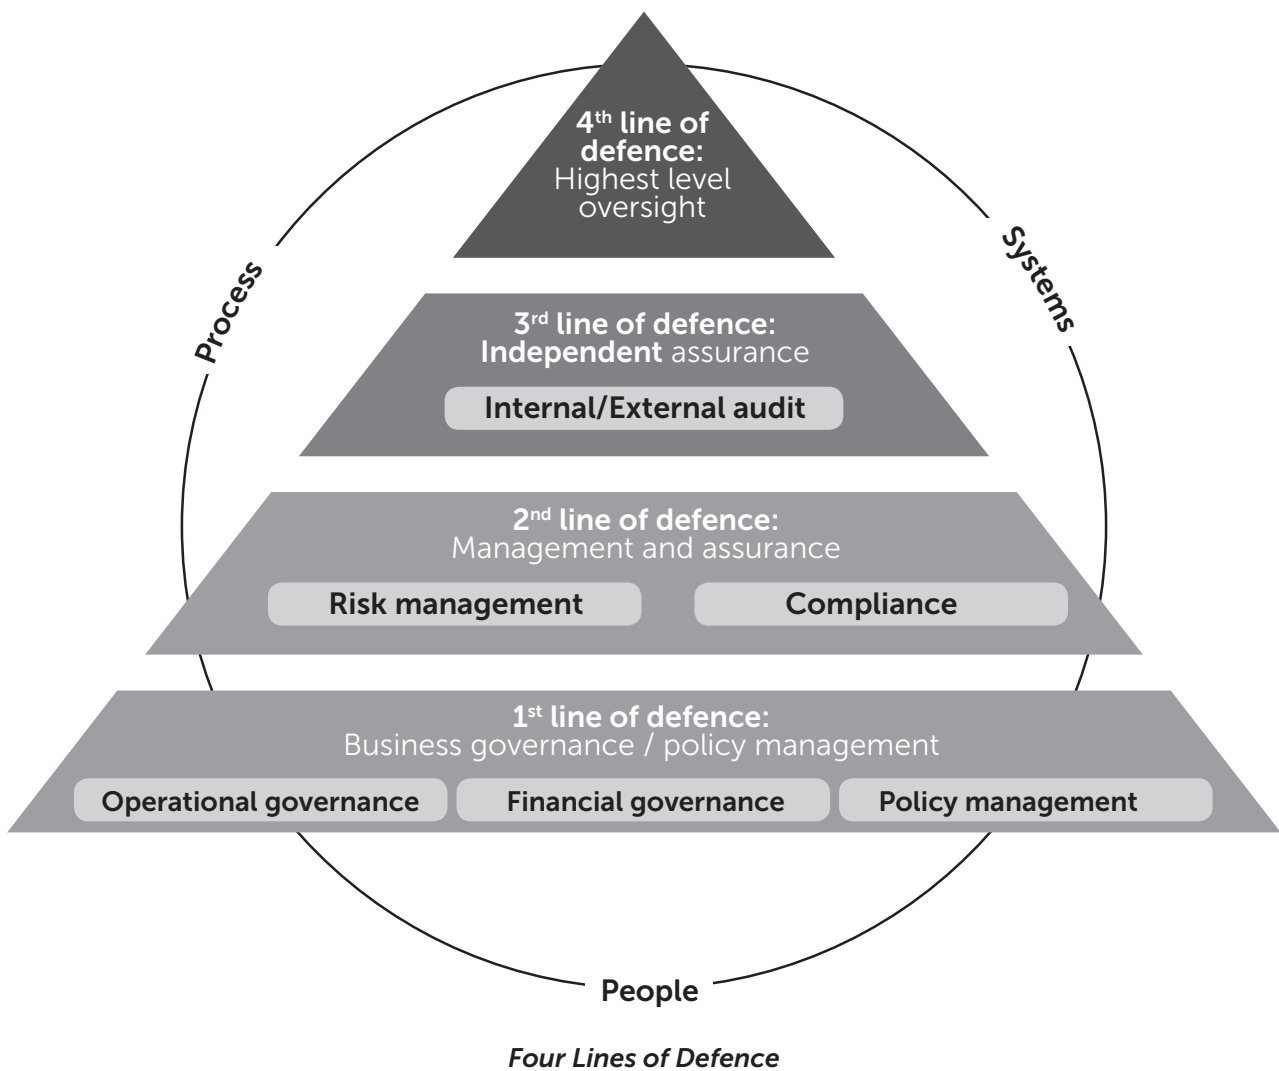 4th line of
defence:
Highest level
oversight
Process
Systems
3rd line of defence:
Independent assurance
Internal/External audit
2nd line of defence:
Management and assurance
Risk management
Compliance
1st line of defence:
Business governance / policy management
Operational governance
Financial governance
Policy management
People
Four Lines of Defence